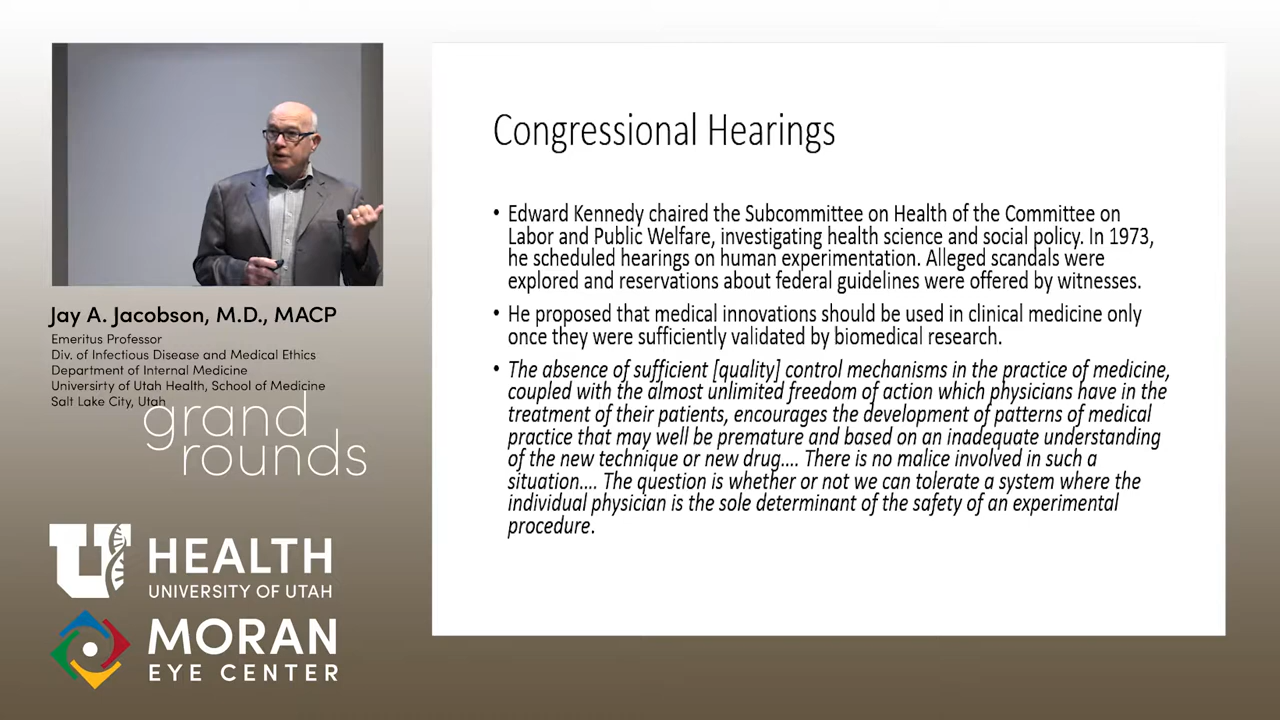 Congressional Hearings
• Edward Kennedy chaired the Subcommittee on Health of the Committee on
Labor and Public Welfare, investigating health science and social policy. In 1973,
he scheduled hearings on human experimentation. Alleged scandals were
explored and reservations about federal guidelines were offered by witnesses.
• He proposed that medical innovations should be used in clinical medicine only
once they were sufficiently validated by biomedical research.
• The absence of sufficient [quality] control mechanisms in the practice of medicine,
coupled with the almost unlimited freedom of action which physicians have in the
treatment of their patients, encourages the development of patterns of medical
practice that may well be premature and based on an inadequate understanding
of the new technique or new drug.... There is no malice involved in such a
situation.... The question is whether or not we can tolerate a system where the
individual physician is the sole determinant of the safety of an experimental
procedure.
Jay A. Jacobson, M.D., MACP
Emeritus Professor
Div. of Infectious Disease and Medical Ethics
Department of Internal Medicine
Univeristy of Utah Health, School of Medicine
Salt Lake City, Utah
grand
rounds
U HEALTH
UNIVERSITY OF UTAH
MORAN
EYE CENTER